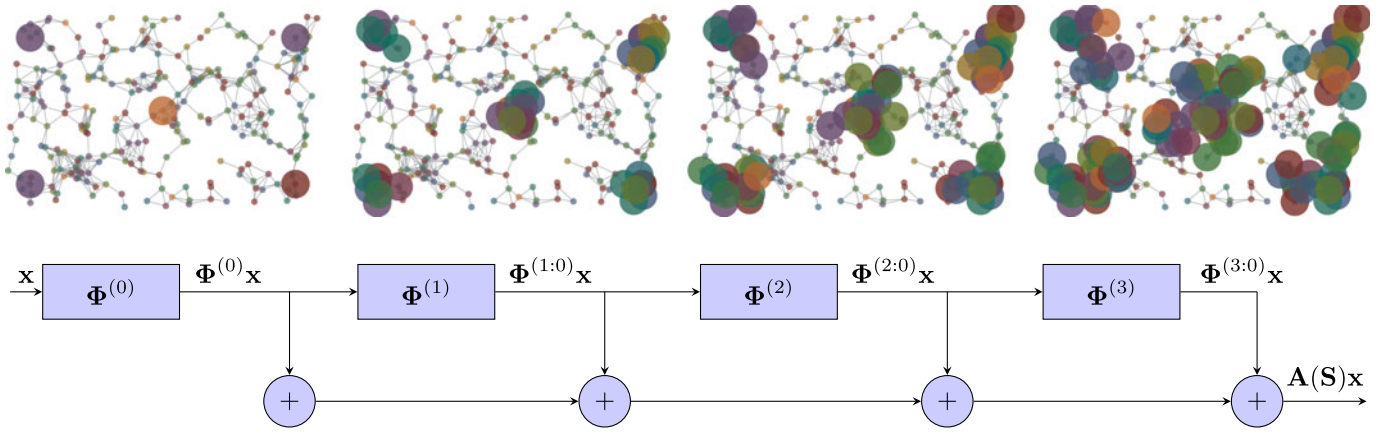 x Φ(0) Φ(0)x Φ(1) Φ(1:0)x Φ(2) Φ(2:0)x Φ(3) Φ(3:0)x
+ + + + A(S)x